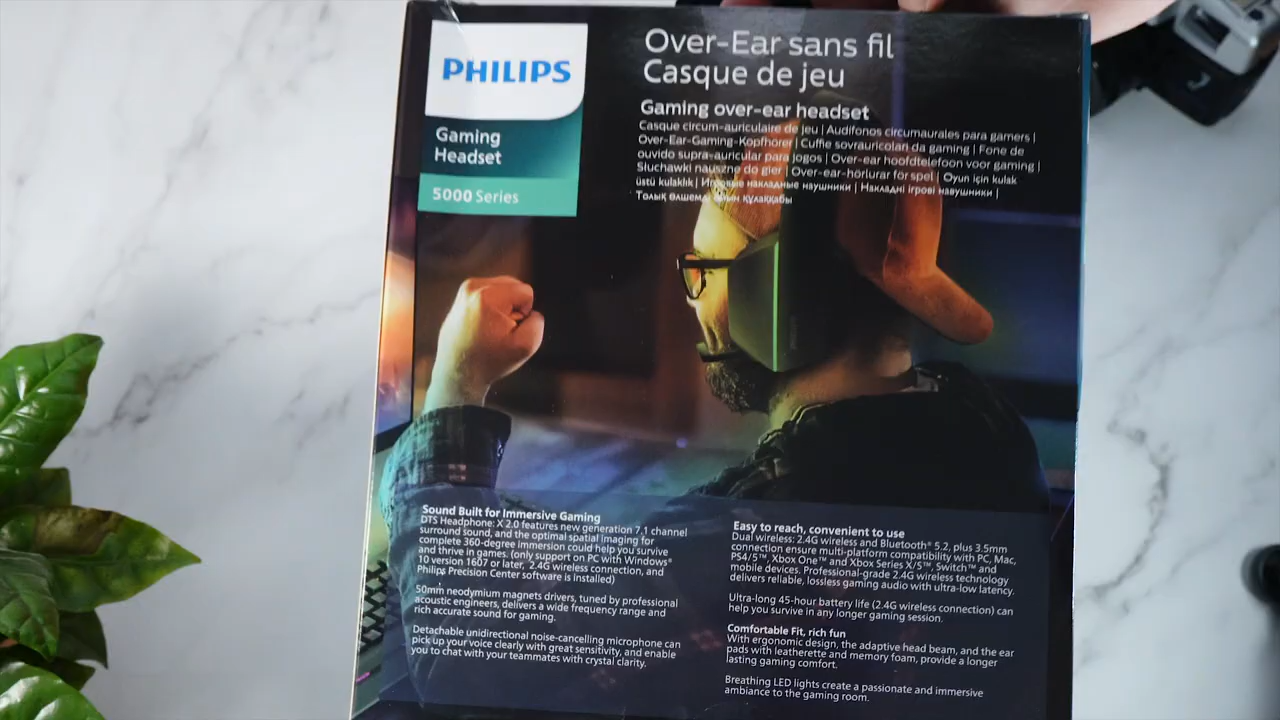 PHILIPS
Gaming
Headset
5000 Series
Over-Ear sans fil
Casque de jeu
Gaming over-ear headset
Casque circum-auriculaire de jeu | Audífonos circumaurales para gamers |
Over-Ear-Gaming-Kopfhörer | Cuffie sovrauricolari da gaming | Fone de
ouvido supra-auricular para jogos | Over-ear hoofdtelefoon voor gaming |
Słuchawki nauszne do gier | Over-ear-hörlurar för spel | Oyun için kulak
üstü kulaklık | Игровые накладные наушники | Накладні ігрові навушники |
Толық өлшемді ойын құлаққабы
Sound Built for Immersive Gaming
DTS Headphone: X 2.0 features new generation 7.1 channel
surround sound, and the optimal spatial imaging for
complete 360-degree immersion could help you survive
and thrive in games. (only support on PC with Windows®
10 version 1607 or later, 2.4G wireless connection, and
Philips Precision Center software is installed)
50mm neodymium magnets drivers, tuned by professional
acoustic engineers, delivers a wide frequency range and
rich accurate sound for gaming.
Detachable unidirectional noise-cancelling microphone can
pick up your voice clearly with great sensitivity, and enable
you to chat with your teammates with crystal clarity.
Easy to reach, convenient to use
Dual wireless: 2.4G wireless and Bluetooth® 5.2, plus 3.5mm
connection ensure multi-platform compatibility with PC, Mac,
PS4/5™, Xbox One™ and Xbox Series X/S™, Switch™ and
mobile devices. Professional-grade 2.4G wireless technology
delivers reliable, lossless gaming audio with ultra-low latency.
Ultra-long 45-hour battery life (2.4G wireless connection) can
help you survive in any longer gaming session.
Comfortable Fit, rich fun
With ergonomic design, the adaptive head beam, and the ear
pads with leatherette and memory foam, provide a longer
lasting gaming comfort.
Breathing LED lights create a passionate and immersive
ambiance to the gaming room.